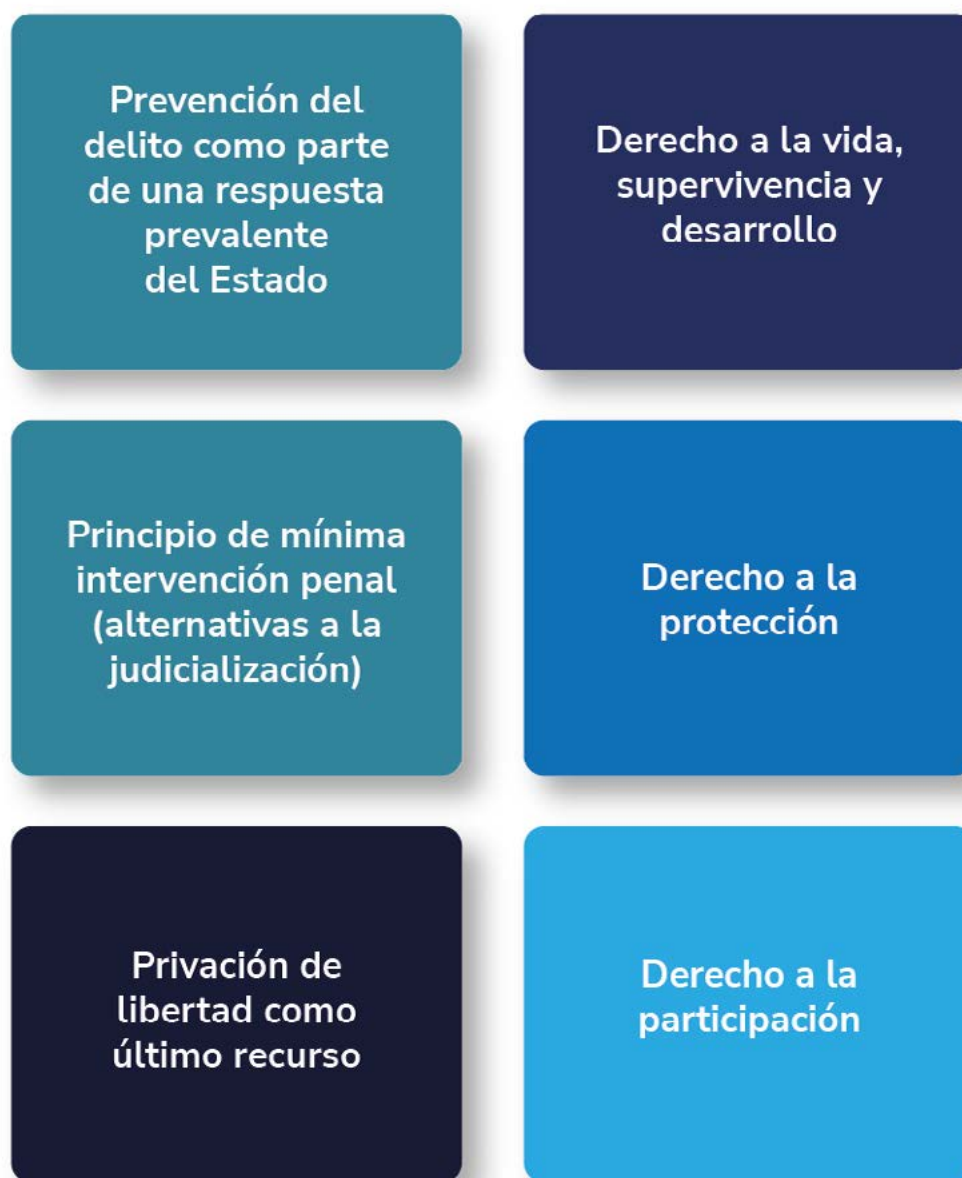 Prevención del
delito como parte
de una respuesta
prevalente
del Estado
Derecho a la vida,
supervivencia y
desarrollo
Principio de mínima
intervención penal
(alternativas a la
judicialización)
Derecho a la
protección
Privación de
libertad como
último recurso
Derecho a la
participación